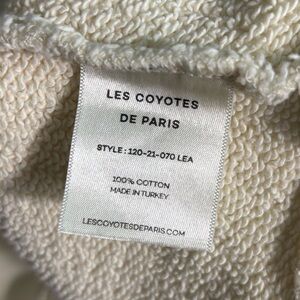 LES COYOTES
DE PARIS
STYLE: 120-21-070 LEA
100% COTTON
MADE IN TURKEY
LESCOYOTESDEPARIS.COM